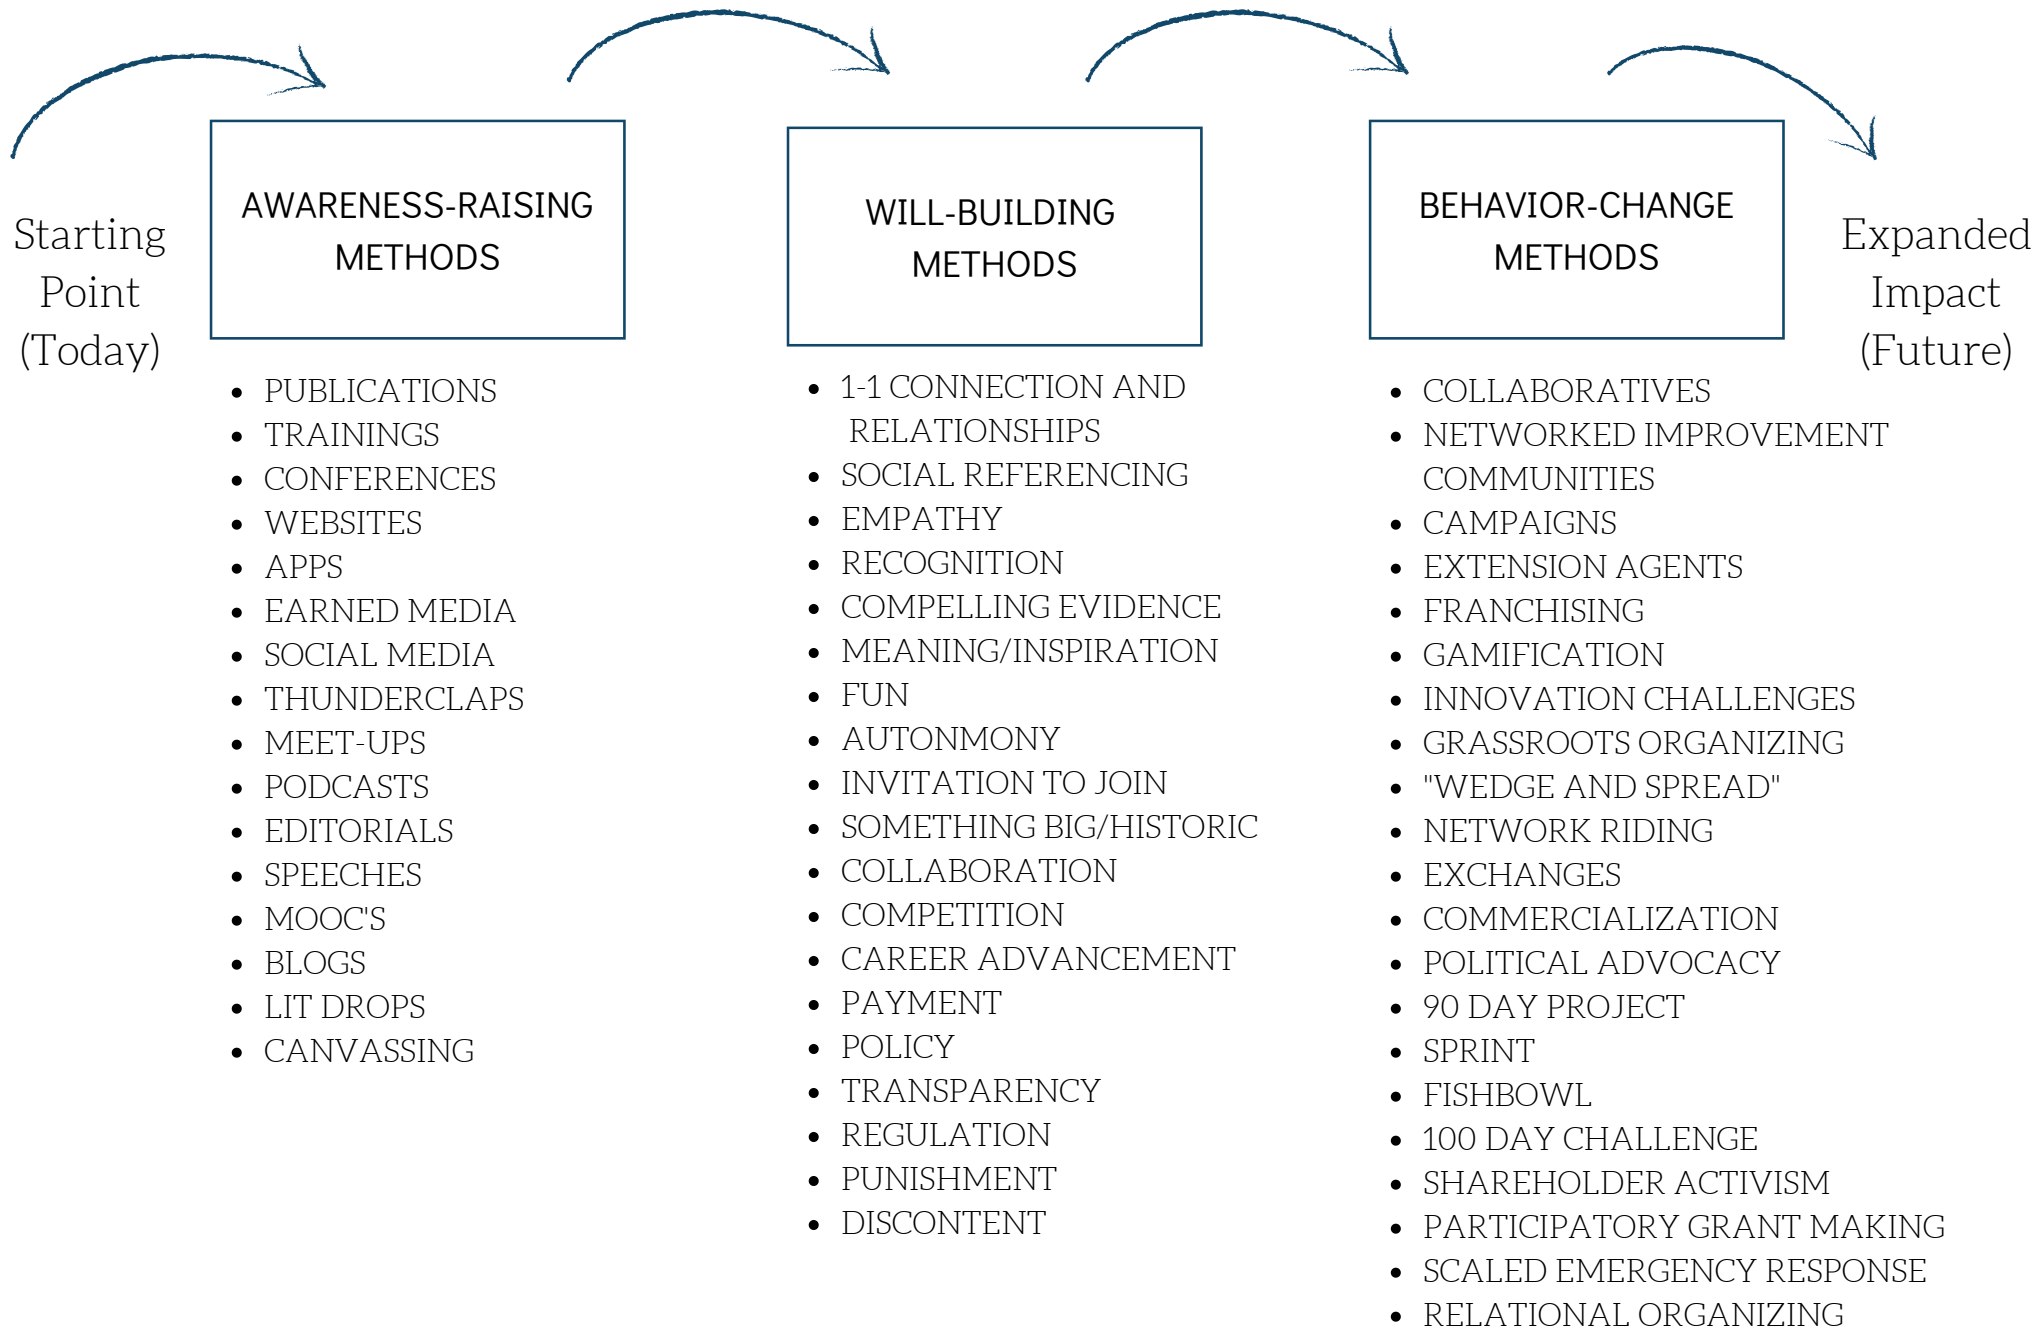 Starting
Point
(Today)
AWARENESS-RAISING
METHODS
• PUBLICATIONS
• TRAININGS
• CONFERENCES
• WEBSITES
• APPS
• EARNED MEDIA
• SOCIAL MEDIA
• THUNDERCLAPS
• MEET-UPS
• PODCASTS
• EDITORIALS
• SPEECHES
• MOOC'S
• BLOGS
• LIT DROPS
• CANVASSING
WILL-BUILDING
METHODS
• 1-1 CONNECTION AND
RELATIONSHIPS
• SOCIAL REFERENCING
• EMPATHY
• RECOGNITION
• COMPELLING EVIDENCE
• MEANING/INSPIRATION
• FUN
• AUTONMONY
• INVITATION TO JOIN
• SOMETHING BIG/HISTORIC
• COLLABORATION
• COMPETITION
• CAREER ADVANCEMENT
• PAYMENT
• POLICY
• TRANSPARENCY
• REGULATION
• PUNISHMENT
• DISCONTENT
BEHAVIOR-CHANGE
METHODS
• COLLABORATIVES
• NETWORKED IMPROVEMENT
COMMUNITIES
• CAMPAIGNS
• EXTENSION AGENTS
• FRANCHISING
• GAMIFICATION
• INNOVATION CHALLENGES
• GRASSROOTS ORGANIZING
• "WEDGE AND SPREAD"
• NETWORK RIDING
• EXCHANGES
• COMMERCIALIZATION
• POLITICAL ADVOCACY
• 90 DAY PROJECT
• SPRINT
• FISHBOWL
• 100 DAY CHALLENGE
• SHAREHOLDER ACTIVISM
• PARTICIPATORY GRANT MAKING
• SCALED EMERGENCY RESPONSE
• RELATIONAL ORGANIZING
Expanded
Impact
(Future)